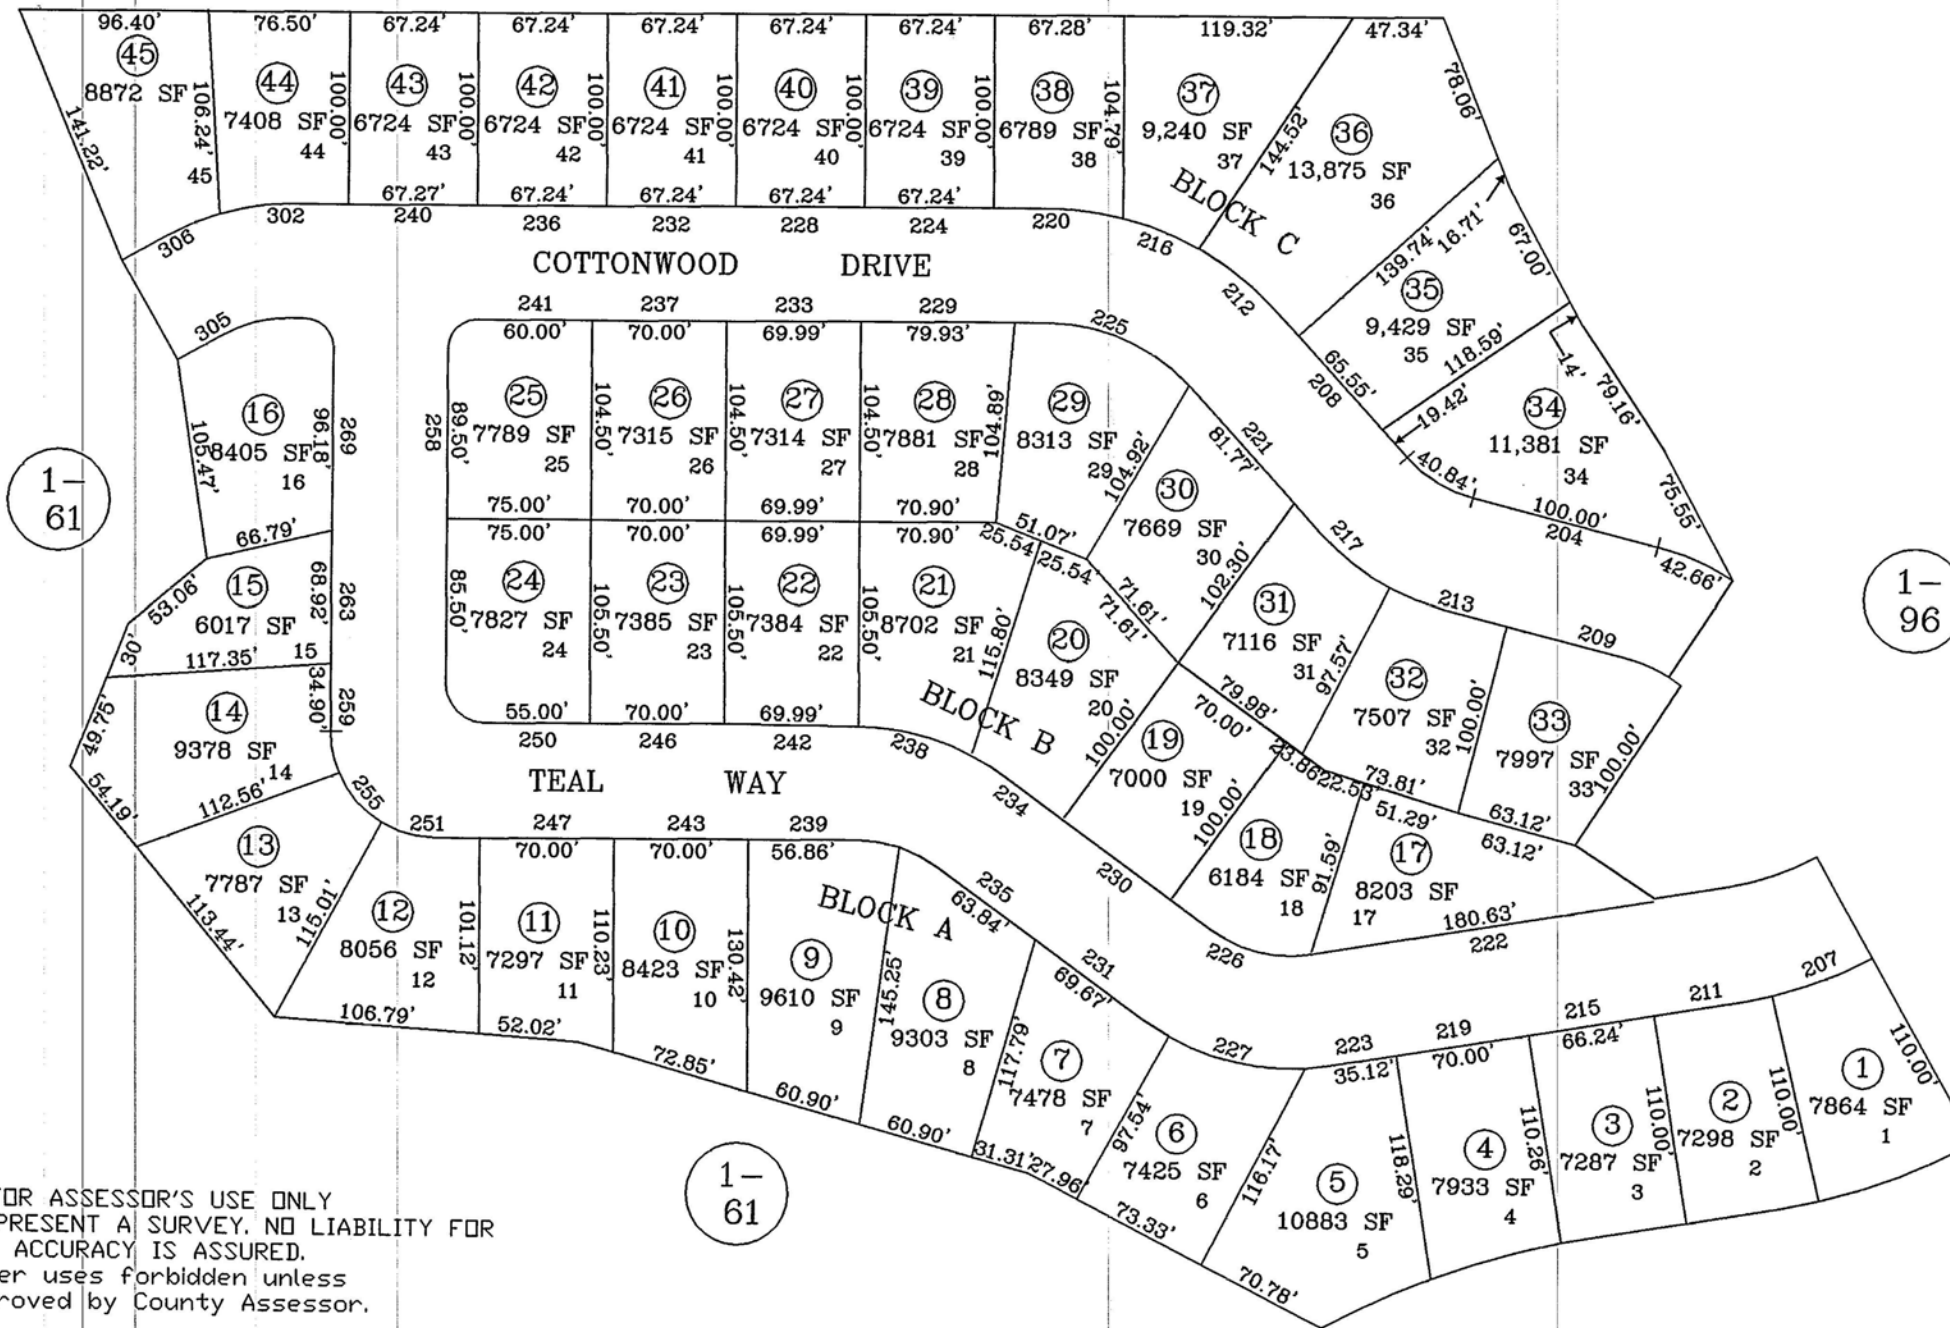 96.40' 76.50' 67.24' 67.24' 67.24' 67.24' 67.24' 67.28' 119.32' 47.34'
45
8872 SF
45
141.22'
106.24'
44
7408 SF
44
100.00'
43
6724 SF
43
100.00'
42
6724 SF
42
100.00'
41
6724 SF
41
100.00'
40
6724 SF
40
100.00'
39
6724 SF
39
100.00'
38
6789 SF
38
104.79'
37
9,240 SF
37
144.52'
36
13,875 SF
36
78.06'
BLOCK C
67.27' 67.24' 67.24' 67.24' 67.24'
306 302 240 236 232 228 224 220 216 212
139.74'
16.71'
67.00'
35
9,429 SF
35
118.59'
65.55'
208
14'
79.16'
19.42'
34
11,381 SF
34
40.84'
100.00'
204
75.55'
42.66'
COTTONWOOD DRIVE
305 241 237 233 229 225
60.00' 70.00' 69.99' 79.93'
16
8405 SF
16
105.47'
96.18'
269
66.79'
258
89.50'
25
7789 SF
25
104.50'
26
7315 SF
26
104.50'
27
7314 SF
27
104.50'
28
7881 SF
28
104.89'
29
8313 SF
29
104.92'
221
81.77'
30
7669 SF
30
102.30'
217
75.00' 70.00' 69.99' 70.90' 51.07'
75.00' 70.00' 69.99' 70.90' 25.54' 25.54'
71.61'
71.61'
1-
61
1-
96
53.06'
15
6017 SF
15
68.92'
263
30'
117.35'
85.50'
24
7827 SF
24
105.50'
23
7385 SF
23
105.50'
22
7384 SF
22
105.50'
21
8702 SF
21
115.80'
20
8349 SF
20
100.00'
31
7116 SF
31
97.57'
213
209
32
7507 SF
32
100.00'
33
7997 SF
33
100.00'
79.98'
70.00'
19
7000 SF
19
100.00'
23.86'
22.53'
73.81'
51.29'
63.12'
63.12'
BLOCK B
34.90'
259
14
9378 SF
14
49.75'
54.19'
112.56'
55.00' 70.00' 69.99'
250 246 242 238 234 230 226 222
TEAL WAY
18
6184 SF
18
91.59'
17
8203 SF
17
180.63'
255 251 247 243 239 235 231 227 223 219 215 211 207
70.00' 70.00' 56.86' 63.84' 69.67' 35.12' 70.00' 66.24'
13
7787 SF
13
113.44'
115.01'
12
8056 SF
12
101.12'
106.79'
11
7297 SF
11
110.23'
52.02'
10
8423 SF
10
130.42'
72.85'
BLOCK A
9
9610 SF
9
145.25'
60.90'
8
9303 SF
8
117.79'
60.90'
7
7478 SF
7
97.54'
31.31'
27.96'
6
7425 SF
6
116.17'
73.33'
5
10883 SF
5
118.29'
70.78'
4
7933 SF
4
110.26'
3
7287 SF
3
110.00'
2
7298 SF
2
110.00'
1
7864 SF
1
110.00'
1-
61
OR ASSESSOR'S USE ONLY
PRESENT A SURVEY. NO LIABILITY FOR
ACCURACY IS ASSURED.
er uses forbidden unless
roved by County Assessor.